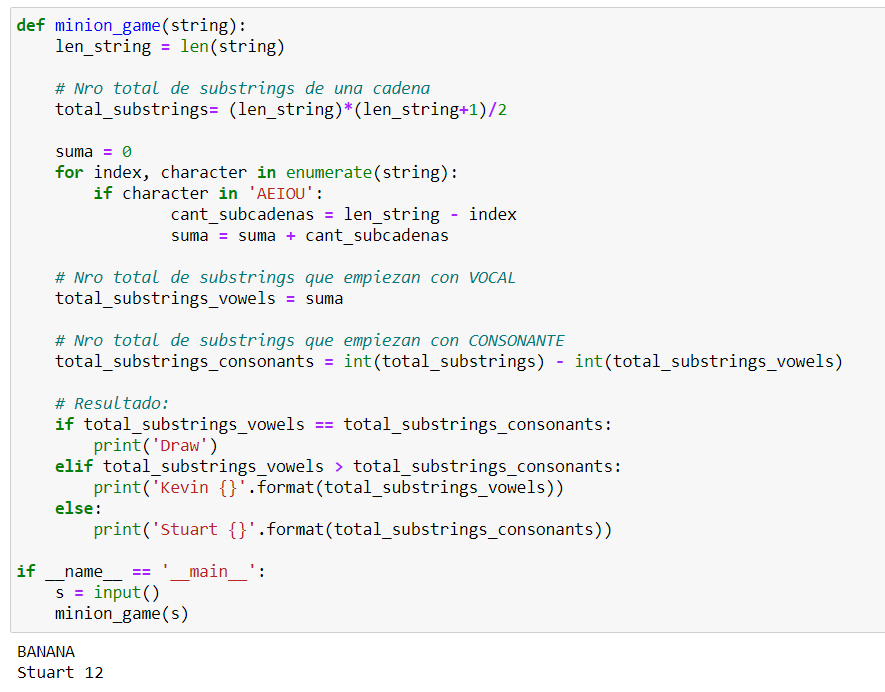 def minion_game(string):
    len_string = len(string)

    # Nro total de substrings de una cadena
    total_substrings= (len_string)*(len_string+1)/2

    suma = 0
    for index, character in enumerate(string):
        if character in 'AEIOU':
                cant_subcadenas = len_string - index
                suma = suma + cant_subcadenas

    # Nro total de substrings que empiezan con VOCAL
    total_substrings_vowels = suma

    # Nro total de substrings que empiezan con CONSONANTE
    total_substrings_consonants = int(total_substrings) - int(total_substrings_vowels)

    # Resultado:
    if total_substrings_vowels == total_substrings_consonants:
        print('Draw')
    elif total_substrings_vowels > total_substrings_consonants:
        print('Kevin {}'.format(total_substrings_vowels))
    else:
        print('Stuart {}'.format(total_substrings_consonants))

if __name__ == '__main__':
    s = input()
    minion_game(s)
BANANA
Stuart 12